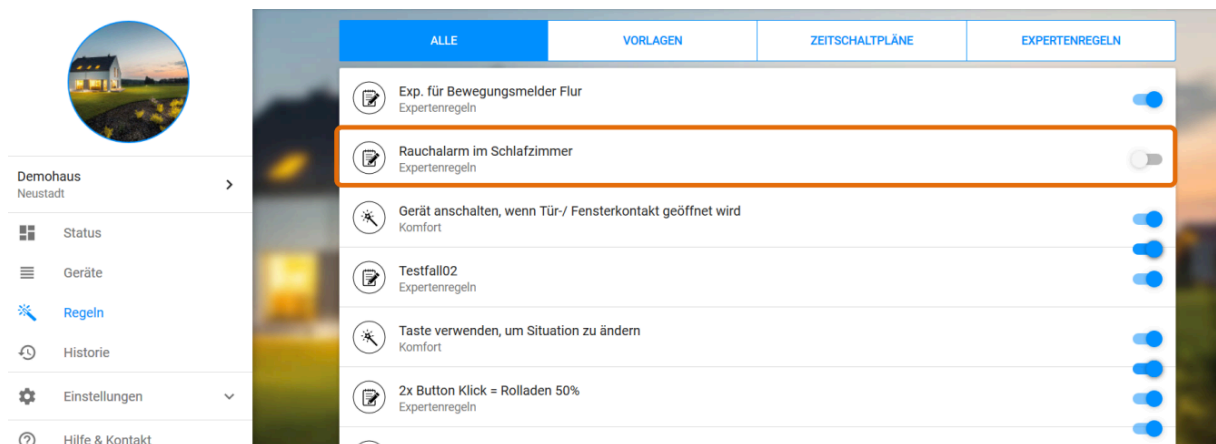 ALLE
VORLAGEN
ZEITSCHALTPLÄNE
EXPERTENREGELN
Demohaus
Neustadt
Status
Geräte
Regeln
Historie
Einstellungen
Hilfe & Kontakt
Exp. für Bewegungsmelder Flur
Expertenregeln
Rauchalarm im Schlafzimmer
Expertenregeln
Gerät anschalten, wenn Tür-/ Fensterkontakt geöffnet wird
Komfort
Testfall02
Expertenregeln
Taste verwenden, um Situation zu ändern
Komfort
2x Button Klick = Rolladen 50%
Expertenregeln